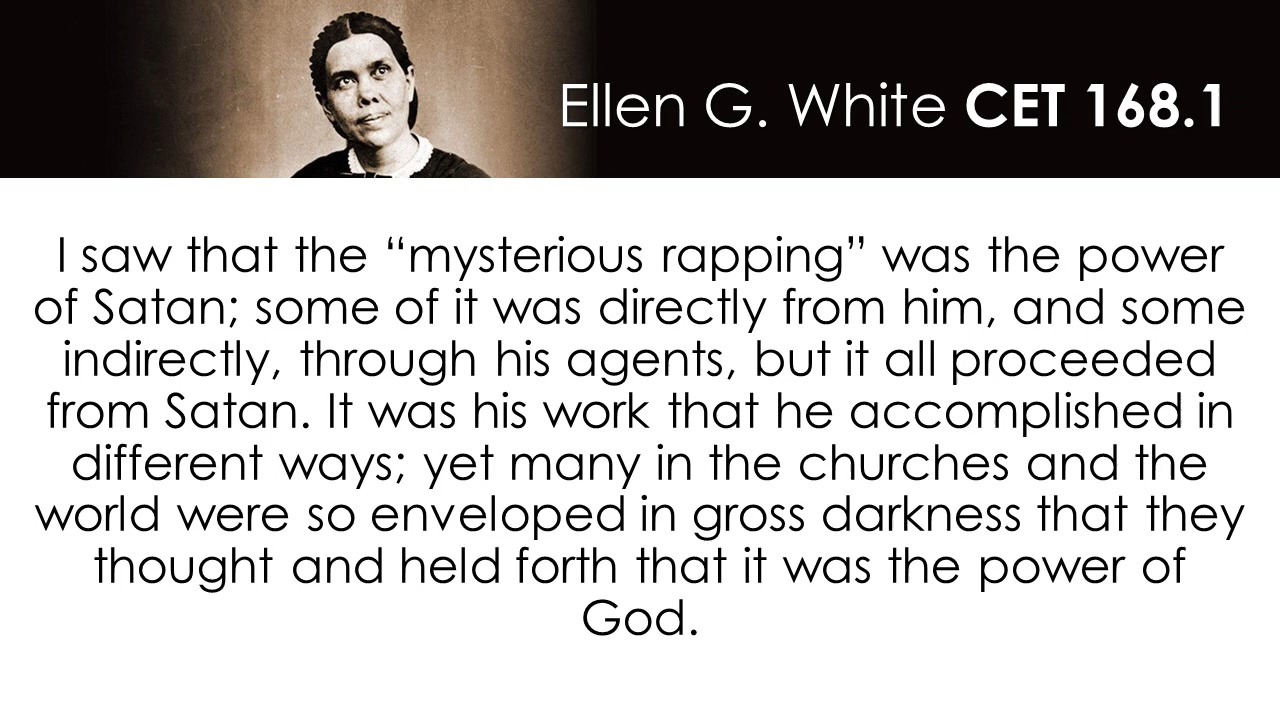 Ellen G. White CET 168.1
I saw that the “mysterious rapping” was the power
of Satan; some of it was directly from him, and some
indirectly, through his agents, but it all proceeded
from Satan. It was his work that he accomplished in
different ways; yet many in the churches and the
world were so enveloped in gross darkness that they
thought and held forth that it was the power of
God.